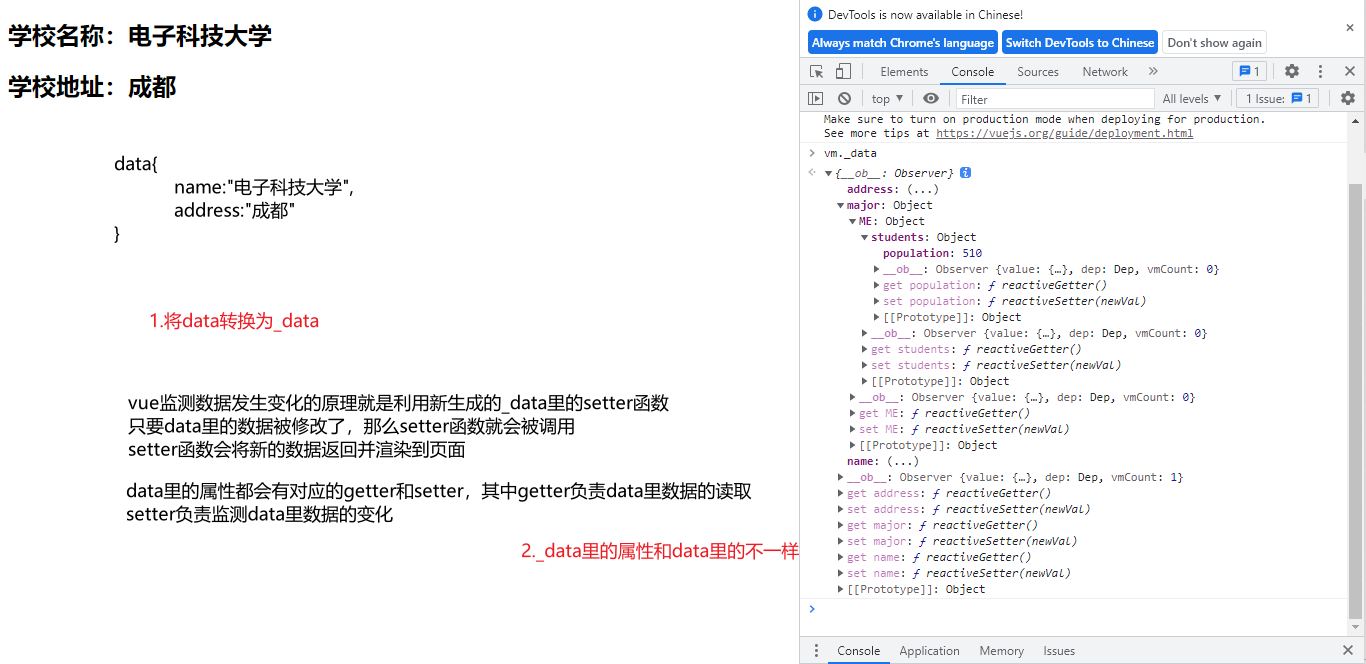 学校名称：电子科技大学
学校地址：成都
data{
name:"电子科技大学",
address:"成都"
}
1.将data转换为_data
vue监测数据发生变化的原理就是利用新生成的_data里的setter函数
只要data里的数据被修改了，那么setter函数就会被调用
setter函数会将新的数据返回并渲染到页面
data里的属性都会有对应的getter和setter，其中getter负责data里数据的读取
setter负责监测data里数据的变化
2._data里的属性和data里的不一样
DevTools is now available in Chinese!
Always match Chrome's language Switch DevTools to Chinese Don't show again
Elements Console Sources Network 1
top Filter All levels 1 Issue: 1
Make sure to turn on production mode when deploying for production.
See more tips at https://vuejs.org/guide/deployment.html
vm._data
{__ob__: Observer}
address: (...)
major: Object
ME: Object
students: Object
population: 510
__ob__: Observer {value: {…}, dep: Dep, vmCount: 0}
get population: ƒ reactiveGetter()
set population: ƒ reactiveSetter(newVal)
[[Prototype]]: Object
__ob__: Observer {value: {…}, dep: Dep, vmCount: 0}
get students: ƒ reactiveGetter()
set students: ƒ reactiveSetter(newVal)
[[Prototype]]: Object
__ob__: Observer {value: {…}, dep: Dep, vmCount: 0}
get ME: ƒ reactiveGetter()
set ME: ƒ reactiveSetter(newVal)
[[Prototype]]: Object
name: (...)
__ob__: Observer {value: {…}, dep: Dep, vmCount: 1}
get address: ƒ reactiveGetter()
set address: ƒ reactiveSetter(newVal)
get major: ƒ reactiveGetter()
set major: ƒ reactiveSetter(newVal)
get name: ƒ reactiveGetter()
set name: ƒ reactiveSetter(newVal)
[[Prototype]]: Object
Console Application Memory Issues